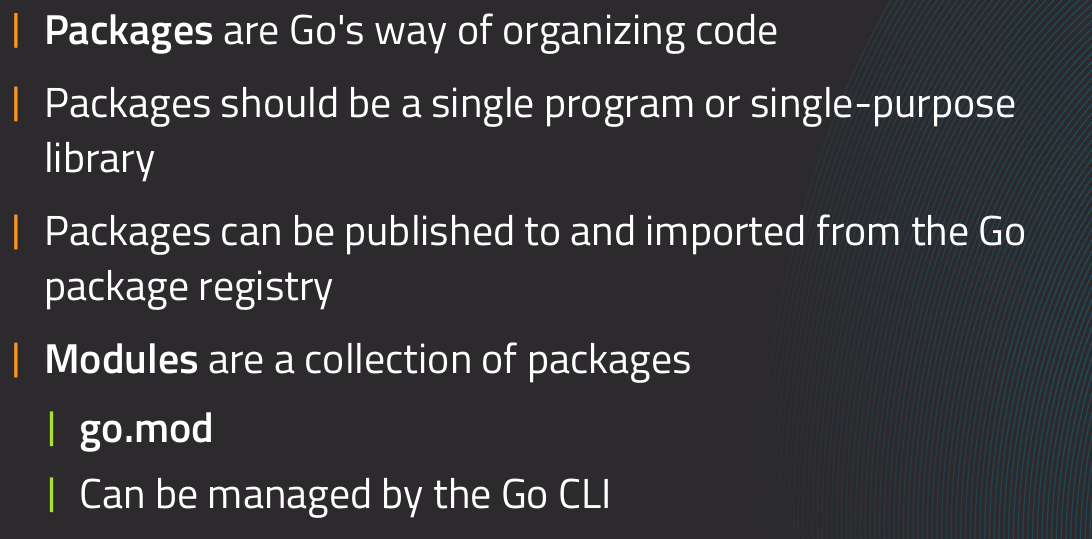 Packages are Go's way of organizing code
Packages should be a single program or single-purpose
library
Packages can be published to and imported from the Go
package registry
Modules are a collection of packages
go.mod
Can be managed by the Go CLI